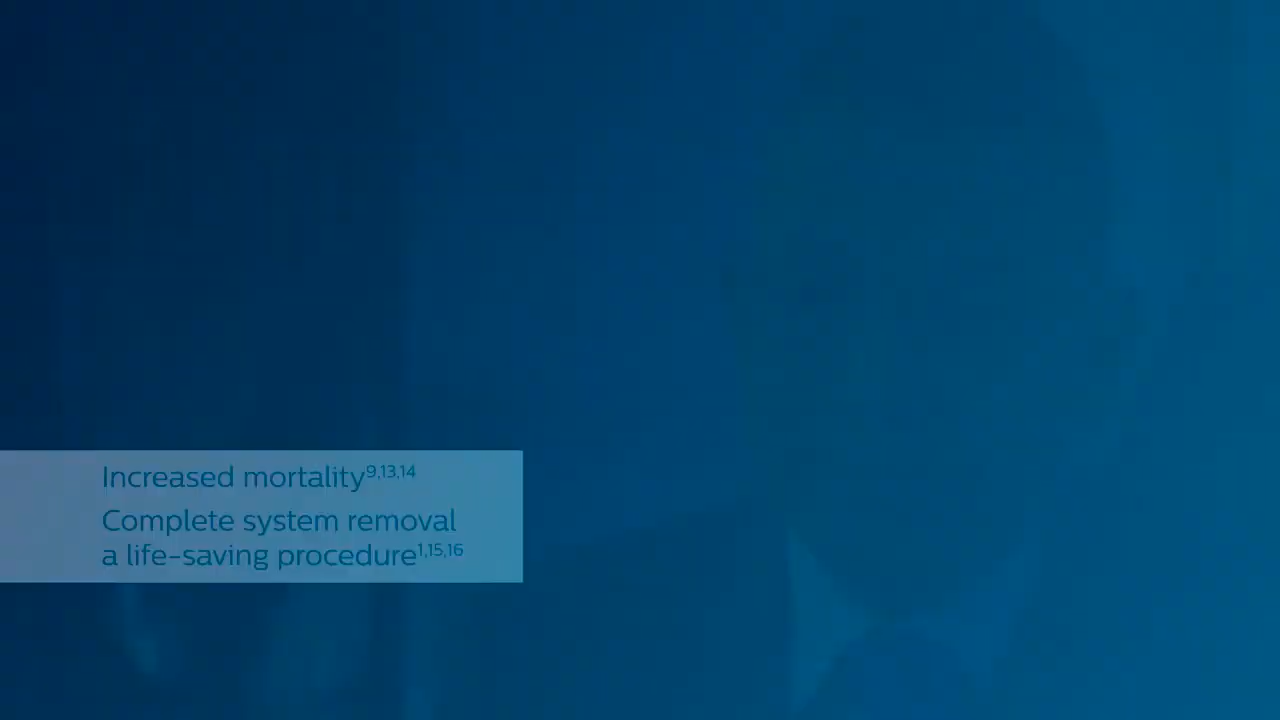 Increased mortality9,13,14
Complete system removal
a life-saving procedure1,15,16